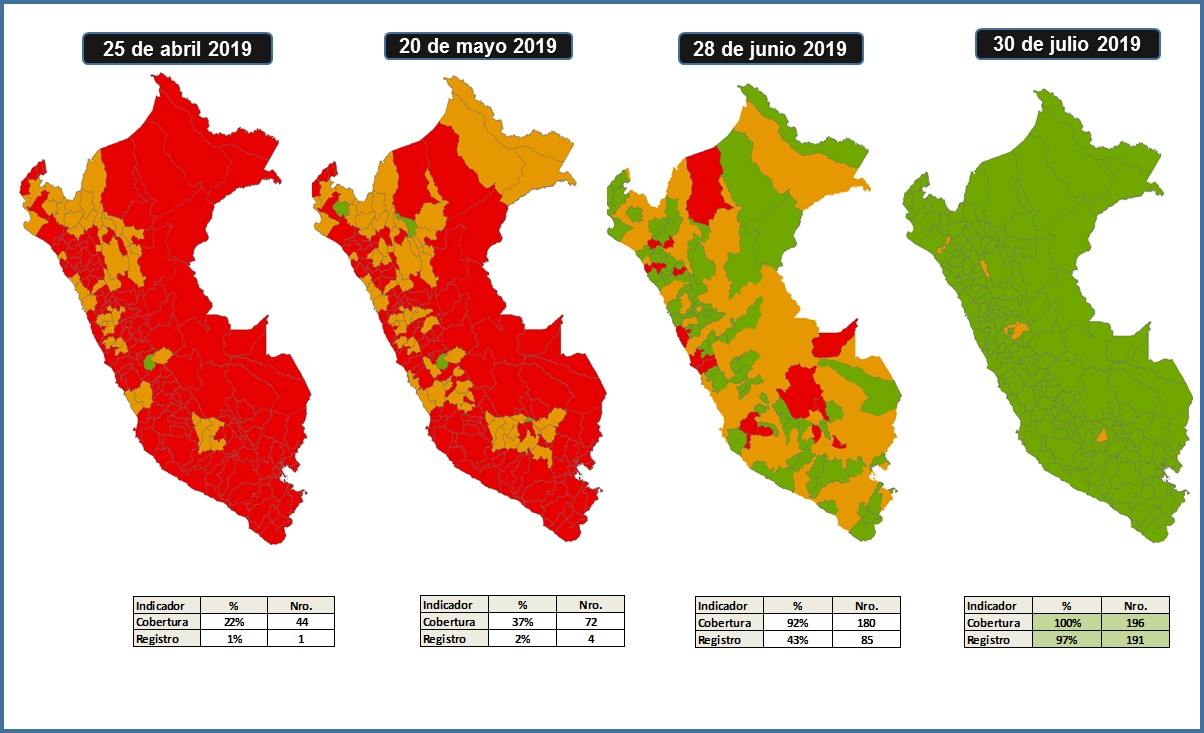 25 de abril 2019
20 de mayo 2019
28 de junio 2019
30 de julio 2019
Indicador % Nro.
Cobertura 22% 44
Registro 1% 1
Indicador % Nro.
Cobertura 37% 72
Registro 2% 4
Indicador % Nro.
Cobertura 92% 180
Registro 43% 85
Indicador % Nro.
Cobertura 100% 196
Registro 97% 191